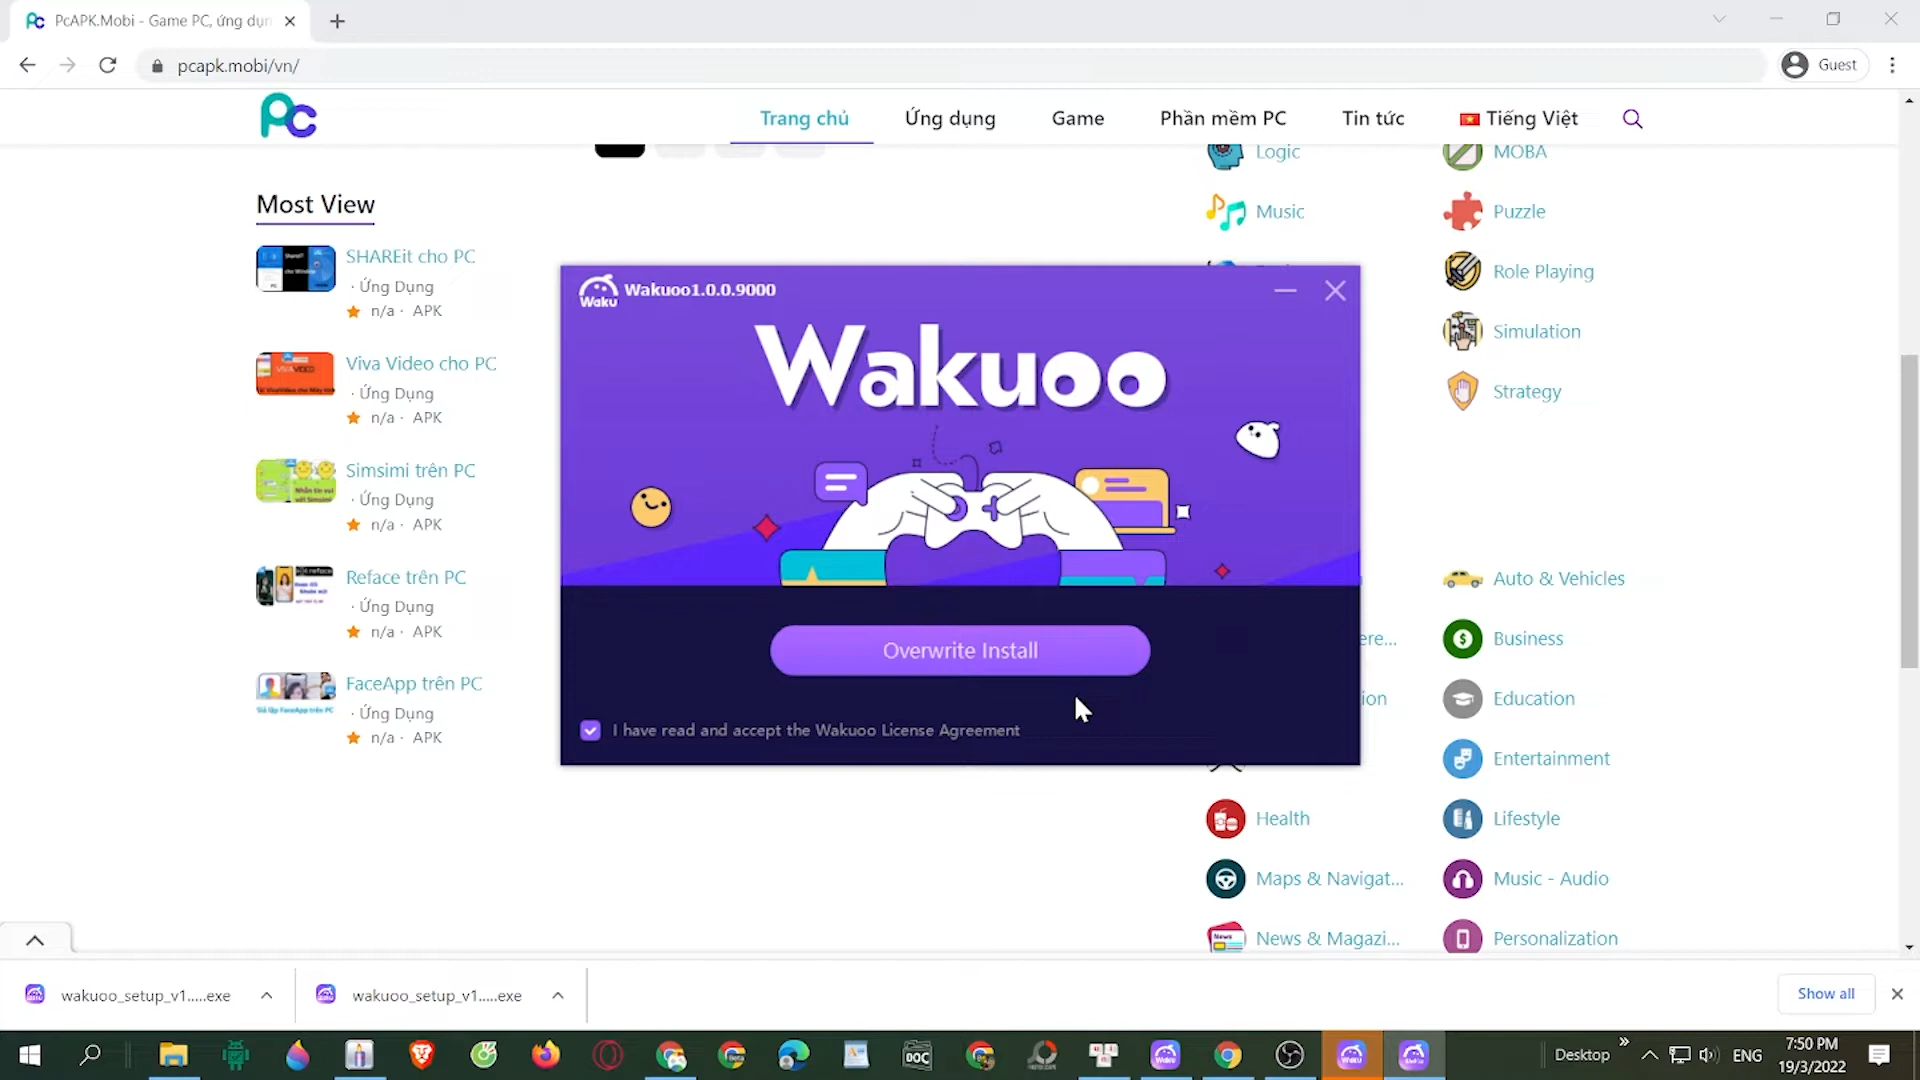 PcAPK.Mobi - Game PC, ứng dụn
pcapk.mobi/vn/
Guest
Pc
Trang chủ
Ứng dụng
Game
Phần mềm PC
Tin tức
Tiếng Việt
Logic
MOBA
Most View
Music
Puzzle
SHAREit cho PC
· Ứng Dụng
n/a · APK
Role Playing
Simulation
Viva Video cho PC
· Ứng Dụng
n/a · APK
Strategy
Simsimi trên PC
· Ứng Dụng
n/a · APK
Reface trên PC
· Ứng Dụng
n/a · APK
FaceApp trên PC
· Ứng Dụng
n/a · APK
Waku
Wakuoo1.0.0.9000
Wakuoo
Overwrite Install
I have read and accept the Wakuoo License Agreement
Auto & Vehicles
ere...
Business
ion
Education
Entertainment
Health
Lifestyle
Maps & Navigat...
Music - Audio
News & Magazi...
Personalization
wakuoo_setup_v1.....exe
wakuoo_setup_v1.....exe
Show all
DOC
Desktop
ENG
7:50 PM
19/3/2022